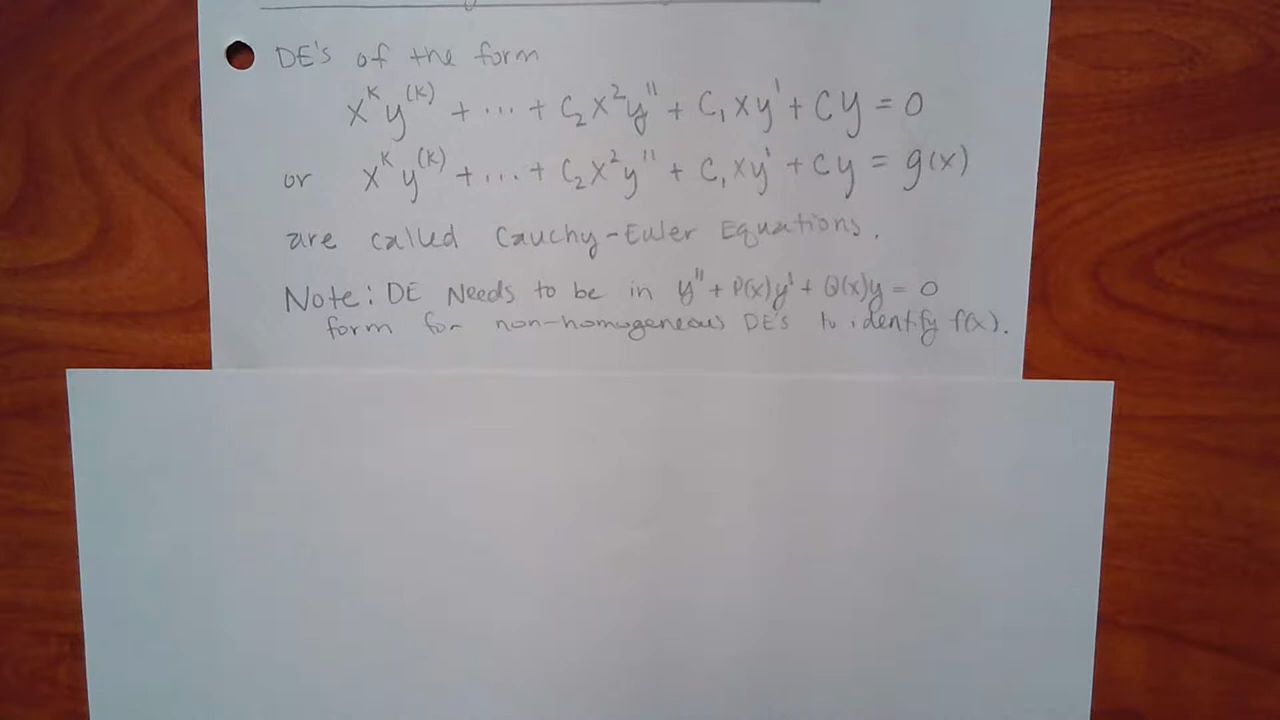 DE's of the form
x^k y^(k) + ... + c₂x²y'' + c₁xy' + cy = 0
or x^k y^(k) + ... + c₂x²y'' + c₁xy' + cy = g(x)
are called Cauchy-Euler Equations.
Note: DE Needs to be in y'' + P(x)y' + Q(x)y = 0
form for non-homogeneous DE's to identify f(x).